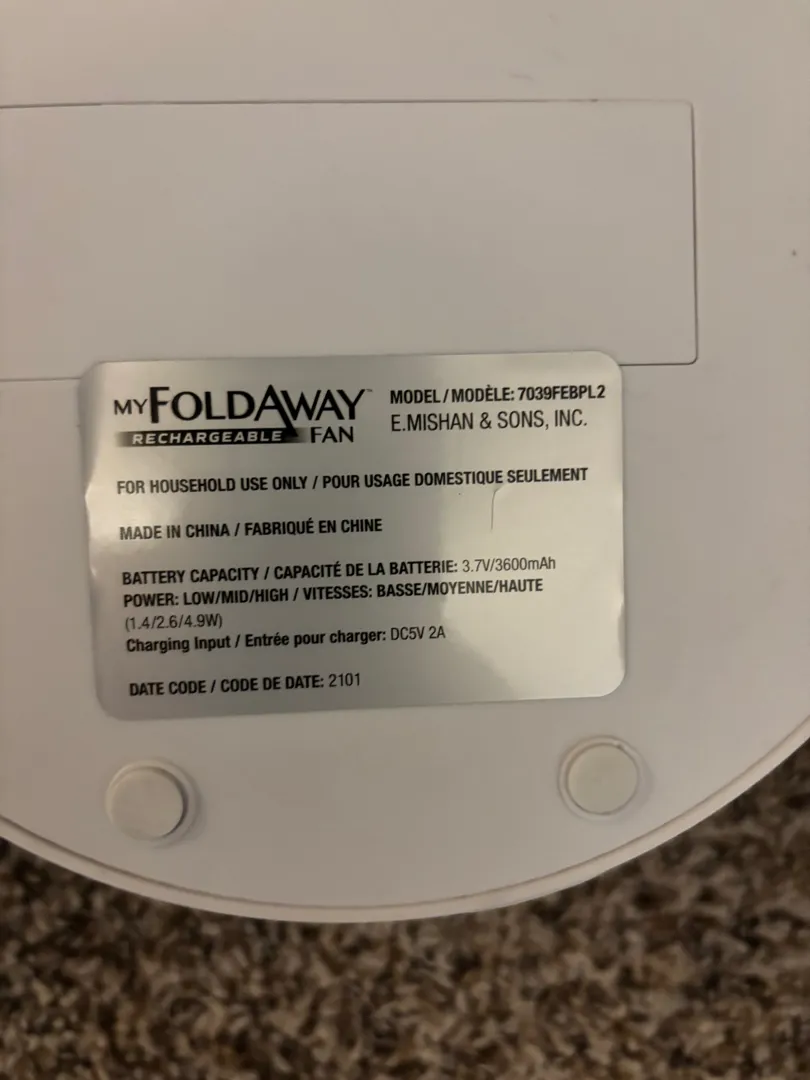 MY FOLDAWAY™
RECHARGEABLE FAN
MODEL / MODÈLE: 7039FEBPL2
E.MISHAN & SONS, INC.
FOR HOUSEHOLD USE ONLY / POUR USAGE DOMESTIQUE SEULEMENT
MADE IN CHINA / FABRIQUÉ EN CHINE
BATTERY CAPACITY / CAPACITÉ DE LA BATTERIE: 3.7V/3600mAh
POWER: LOW/MID/HIGH / VITESSES: BASSE/MOYENNE/HAUTE
(1.4/2.6/4.9W)
Charging Input / Entrée pour charger: DC5V 2A
DATE CODE / CODE DE DATE: 2101